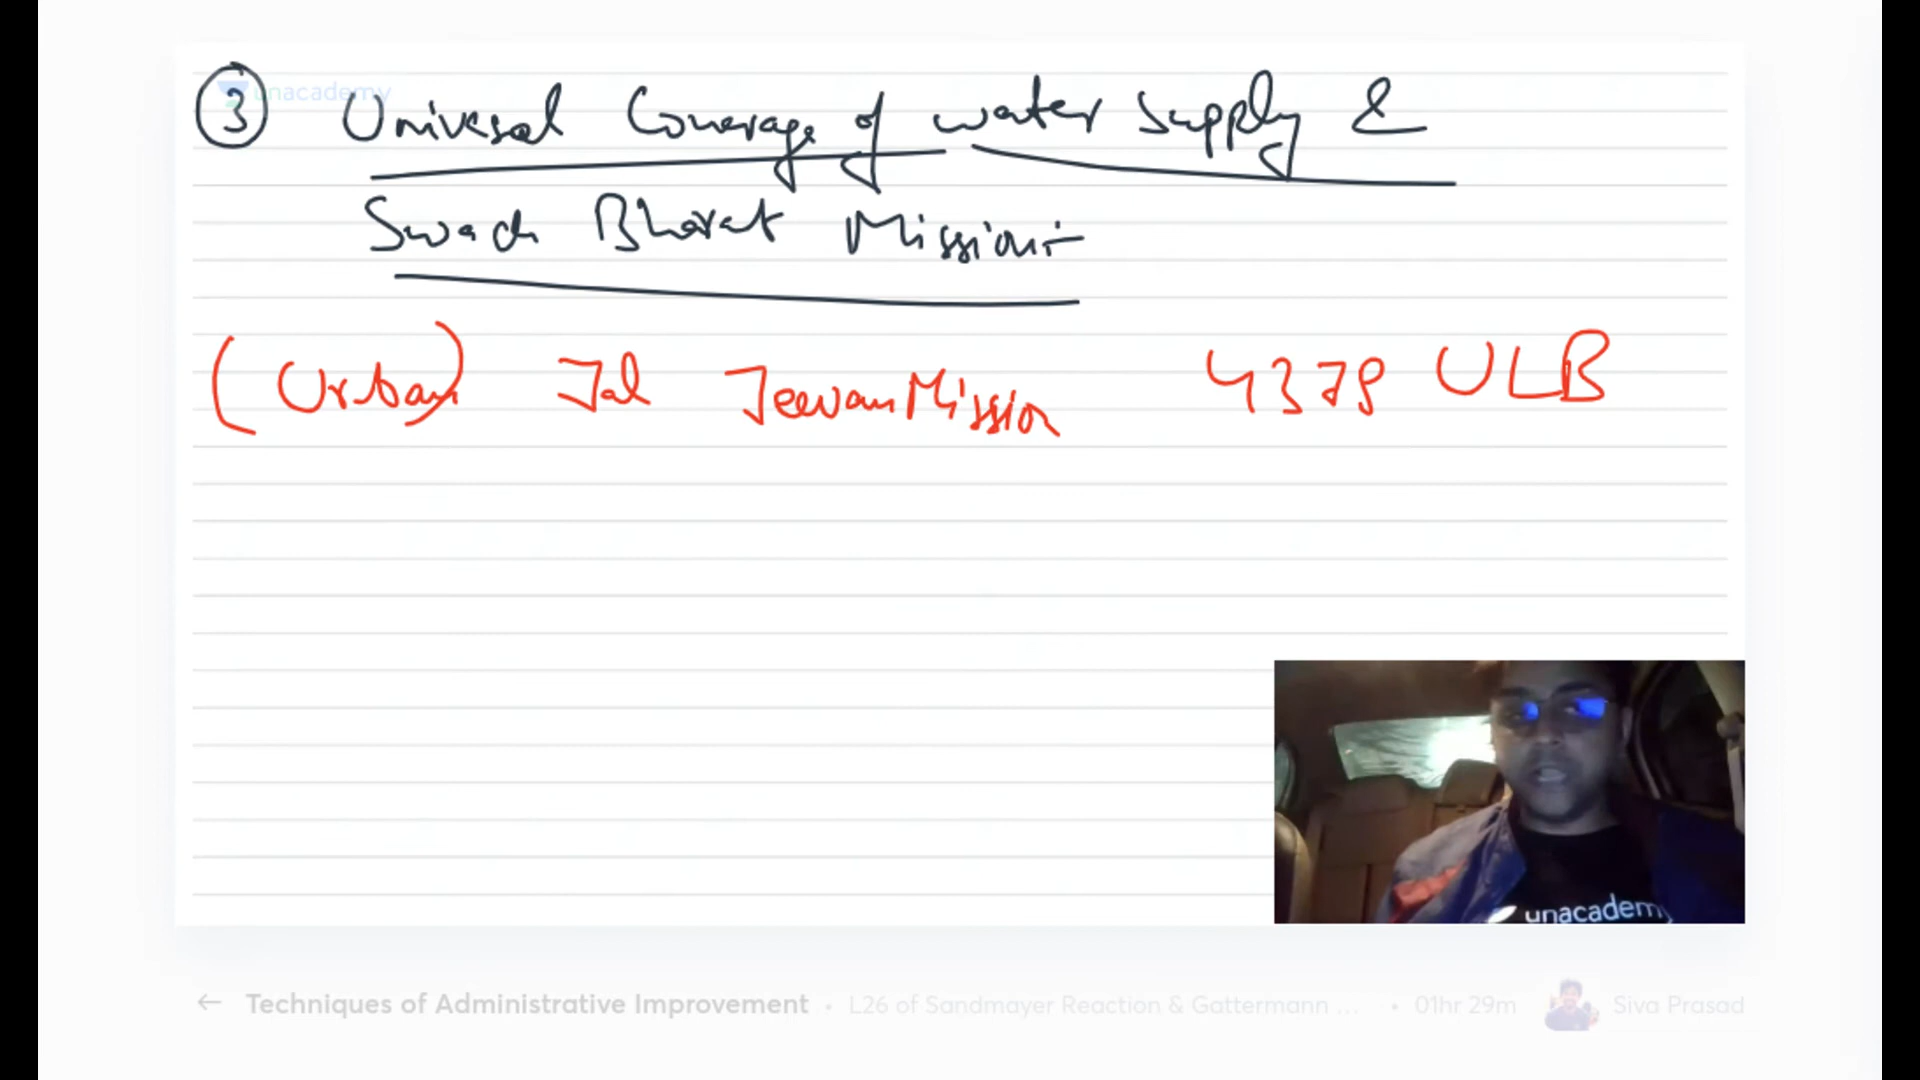 unacademy
③ Universal Coverage of water supply &
Swach Bharat Mission:-
(Urban) Jal Jeevan Mission 4378 ULB
unacademy
← Techniques of Administrative Improvement • L26 of Sandmayer Reaction & Gattermann ... • 01hr 29m Siva Prasad